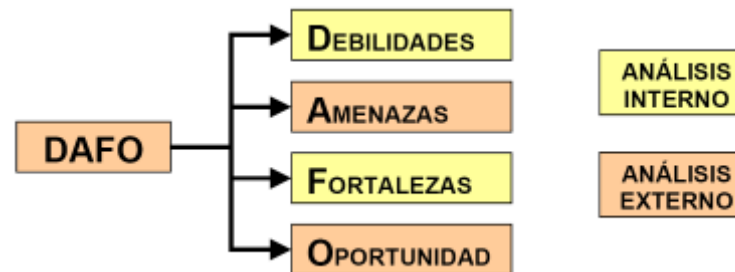 DAFO
DEBILIDADES
AMENAZAS
FORTALEZAS
OPORTUNIDAD
ANÁLISIS
INTERNO
ANÁLISIS
EXTERNO